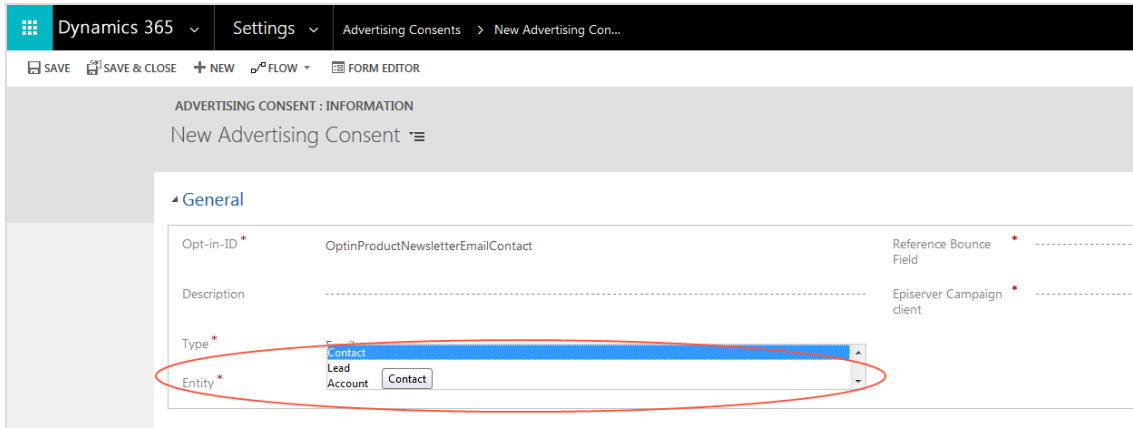 Dynamics 365 Settings Advertising Consents > New Advertising Con...
SAVE SAVE & CLOSE NEW FLOW FORM EDITOR
ADVERTISING CONSENT : INFORMATION
New Advertising Consent
General
Opt-in-ID * OptinProductNewsletterEmailContact
Reference Bounce *
Field
Description
Episerver Campaign *
client
Type *
Contact
Lead
Entity * Account Contact